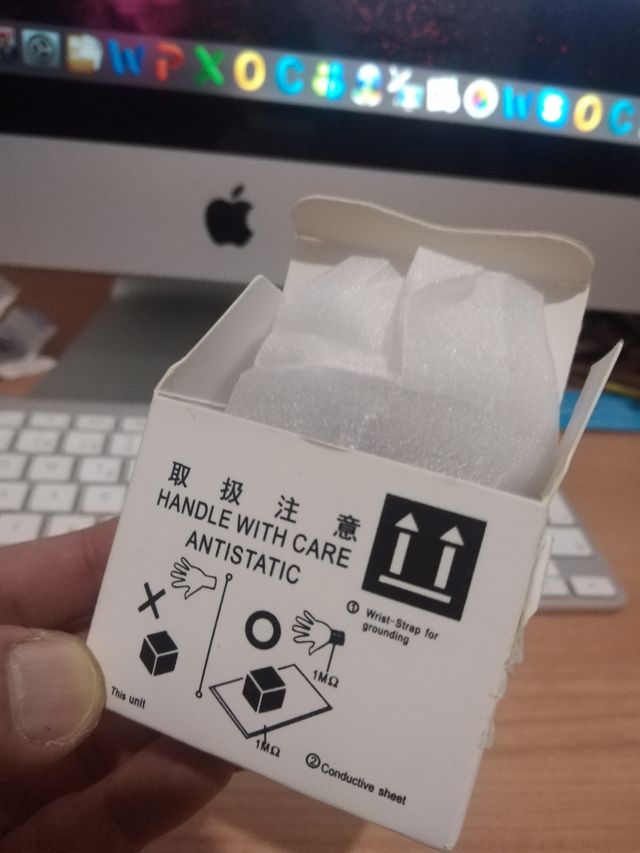 取 扱 注 意
HANDLE WITH CARE
ANTISTATIC
① Wrist-Strap for
grounding
1MΩ
This unit
1MΩ
② Conductive sheet